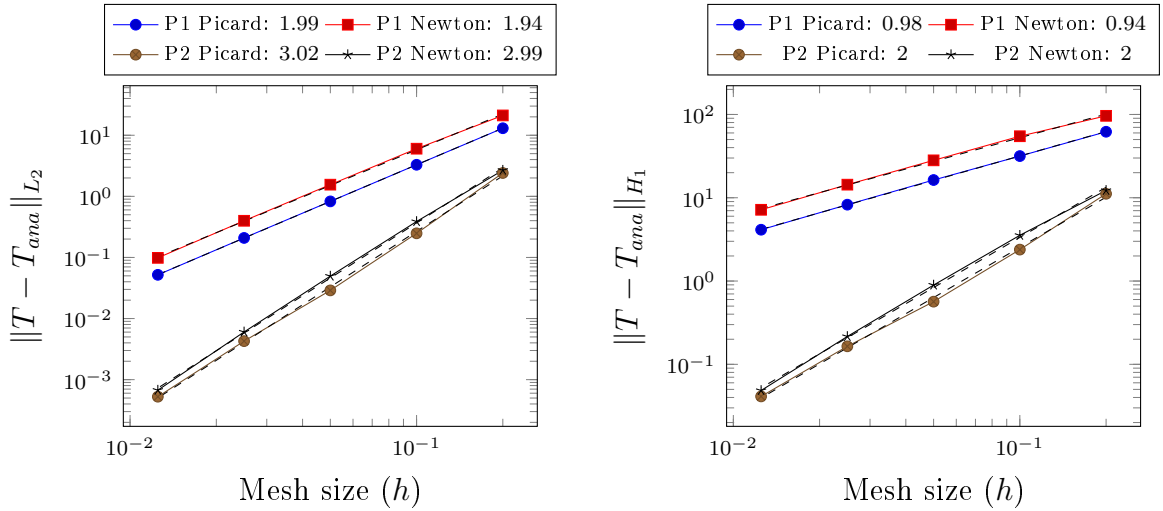 P1 Picard: 1.99 P1 Newton: 1.94
P2 Picard: 3.02 P2 Newton: 2.99
10^1
10^0
10^−1
10^−2
10^−3
||T − T_ana||_{L_2}
10^−2 10^−1
Mesh size (h)
P1 Picard: 0.98 P1 Newton: 0.94
P2 Picard: 2 P2 Newton: 2
10^2
10^1
10^0
10^−1
||T − T_ana||_{H_1}
10^−2 10^−1
Mesh size (h)